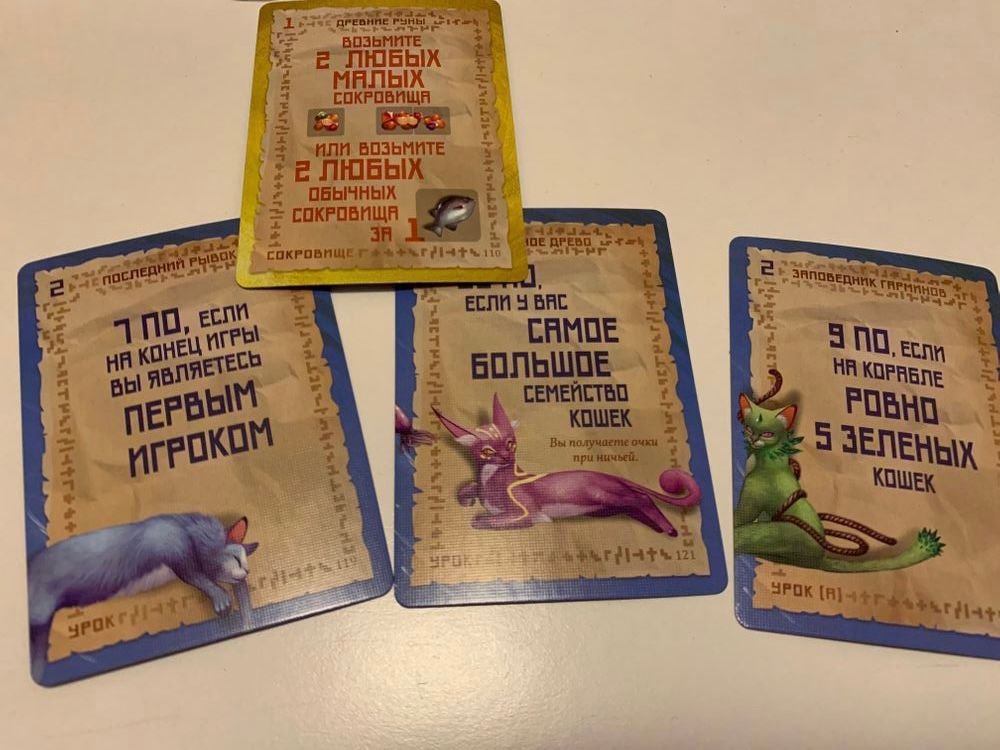 1 ДРЕВНИЕ РУНЫ
ВОЗЬМИТЕ
2 ЛЮБЫХ
МАЛЫХ
СОКРОВИЩА
ИЛИ ВОЗЬМИТЕ
2 ЛЮБЫХ
ОБЫЧНЫХ
СОКРОВИЩА
ЗА 1
СОКРОВИЩЕ 110
2 ПОСЛЕДНИЙ РЫВОК
7 ПО, ЕСЛИ
НА КОНЕЦ ИГРЫ
ВЫ ЯВЛЯЕТЕСЬ
ПЕРВЫМ
ИГРОКОМ
УРОК 119
ДРЕВО
ПО,
ЕСЛИ У ВАС
САМОЕ
БОЛЬШОЕ
СЕМЕЙСТВО
КОШЕК
Вы получаете очки
при ничьей.
УРОК 121
2 ЗАПОВЕДНИК ГАРМИНОВ
9 ПО, ЕСЛИ
НА КОРАБЛЕ
РОВНО
5 ЗЕЛЕНЫХ
КОШЕК
УРОК (Я)